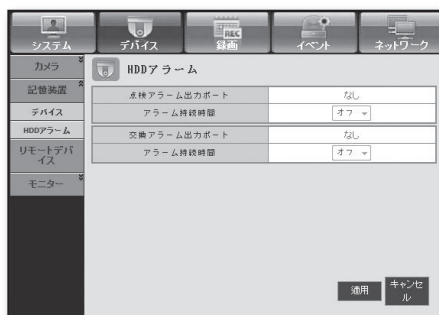 システム
デバイス
REC
録画
イベント
ネットワーク
カメラ
記憶装置
デバイス
HDDアラーム
リモートデバ
イス
モニター
HDDアラーム
点検アラーム出力ポート なし
アラーム持続時間 オフ
交換アラーム出力ポート なし
アラーム持続時間 オフ
適用
キャンセ
ル